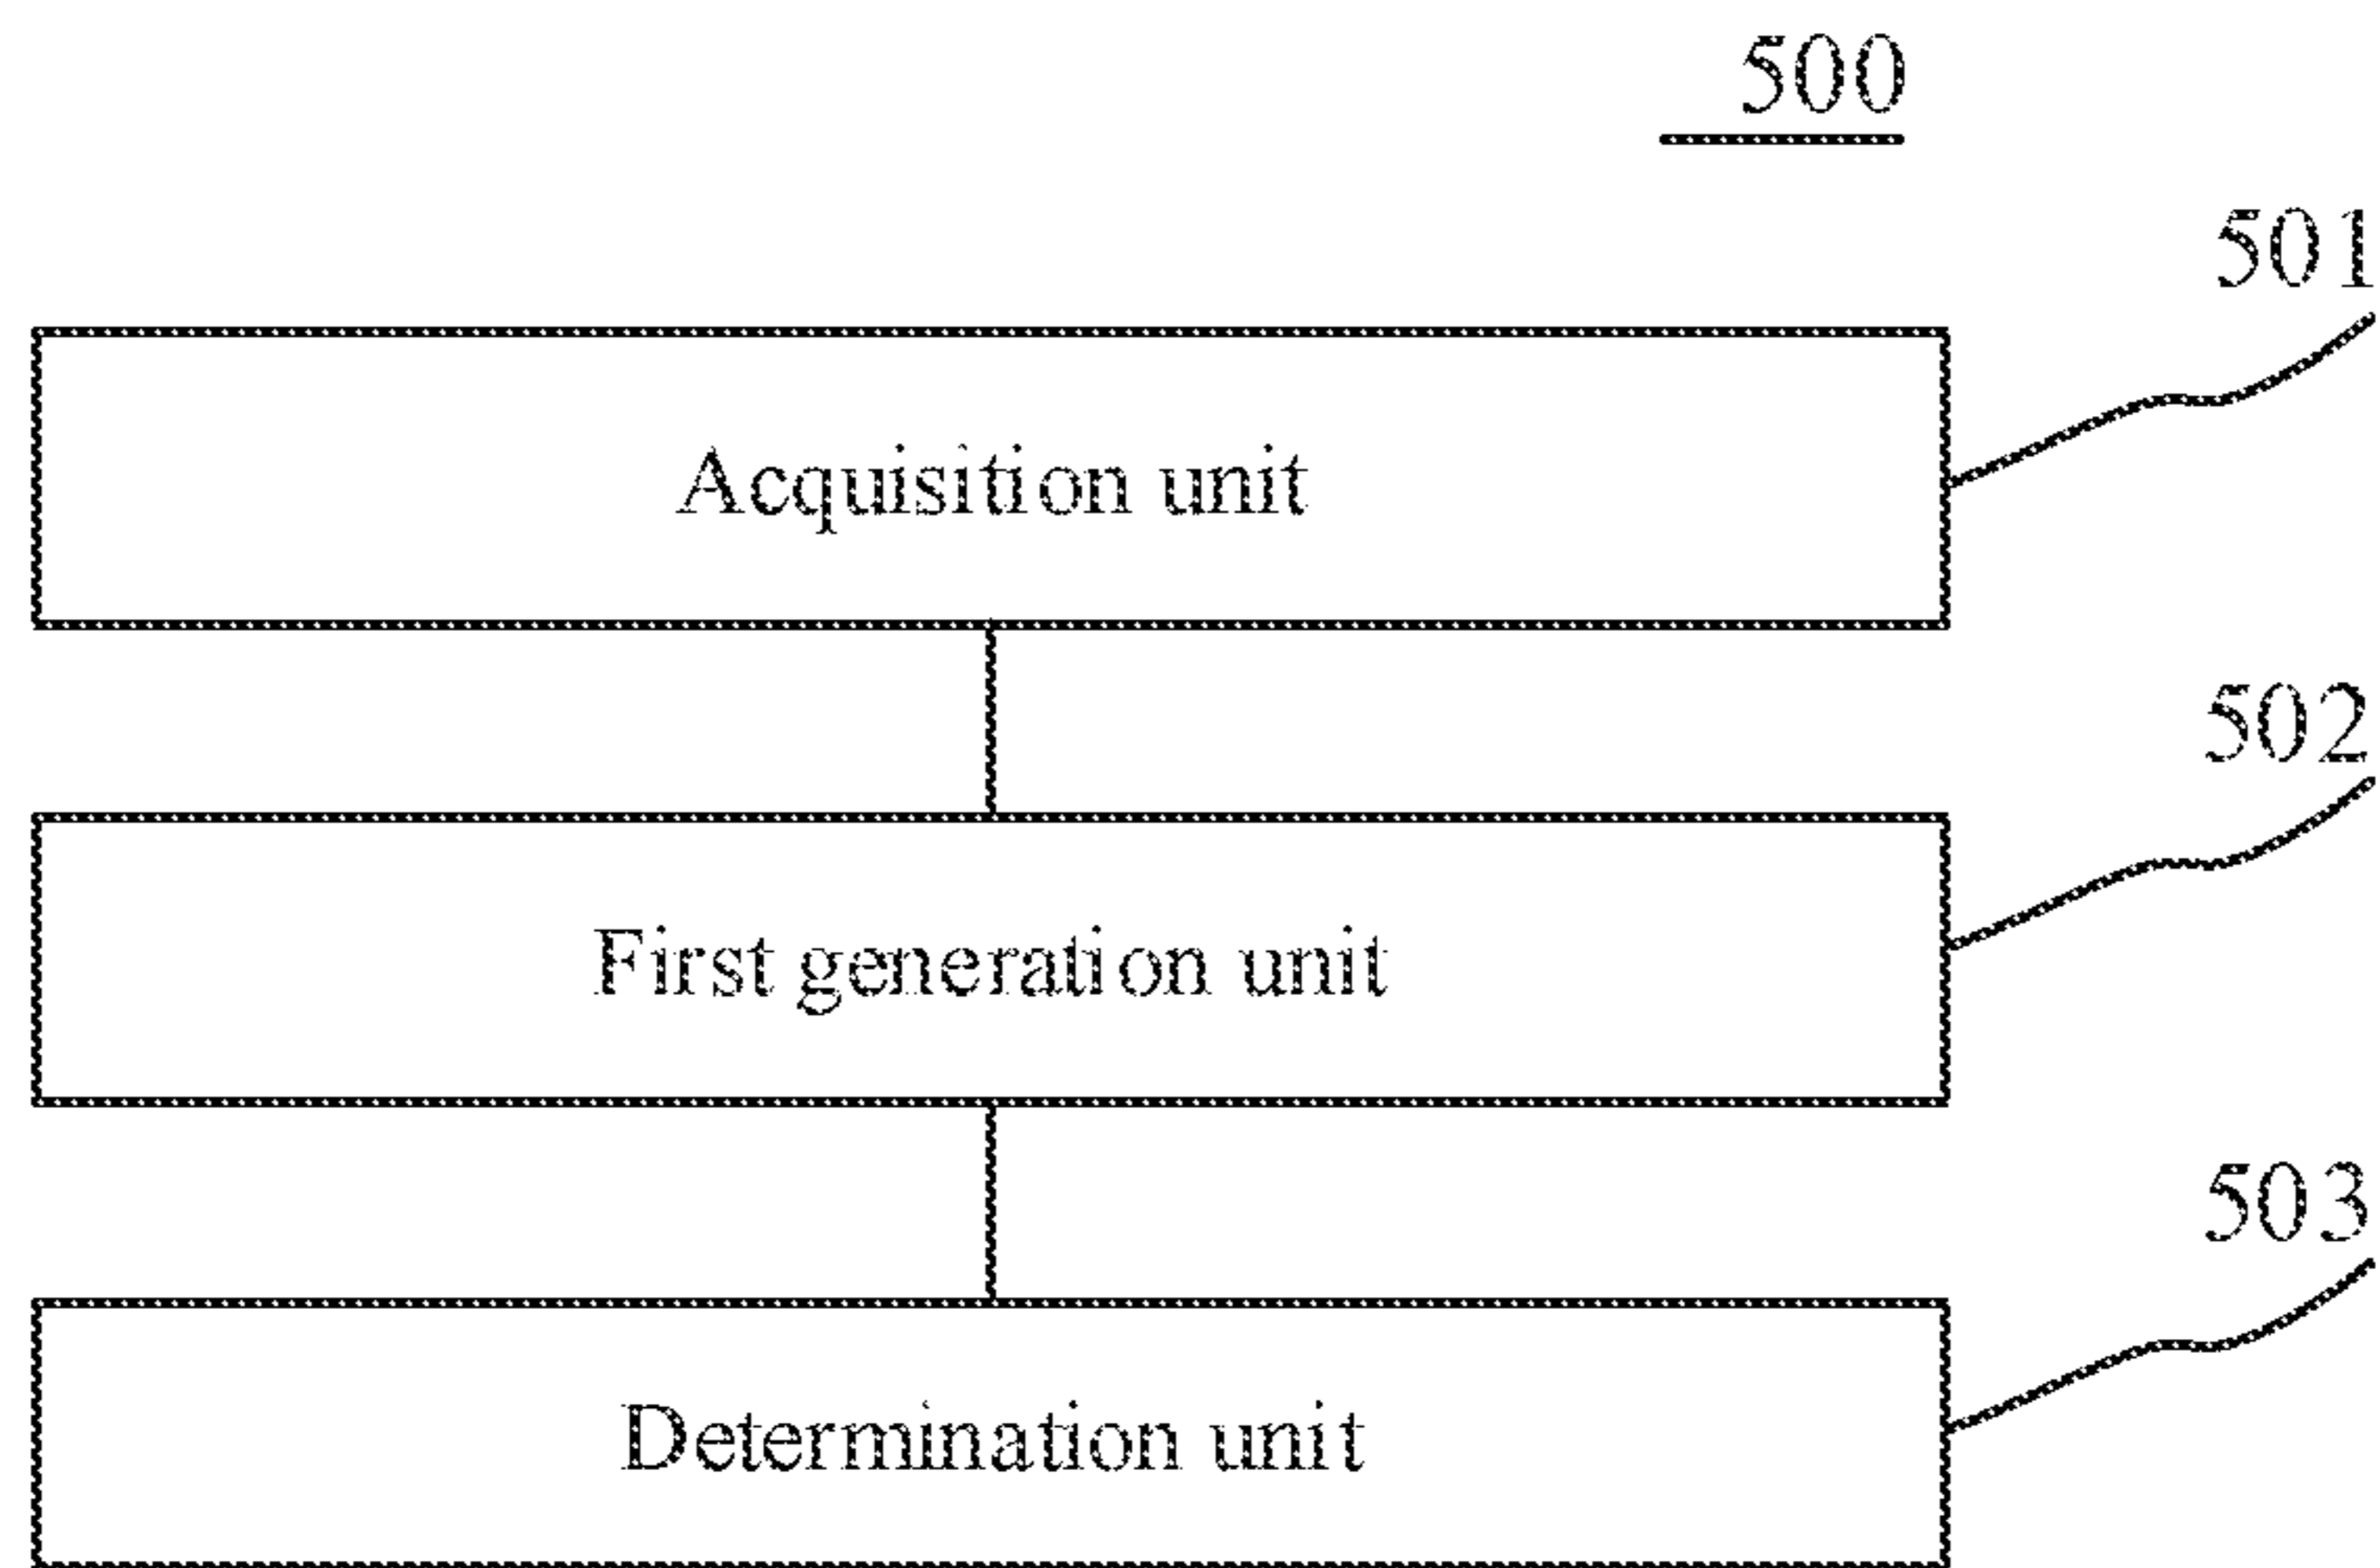 500
501
Acquisition unit
502
First generation unit
503
Determination unit